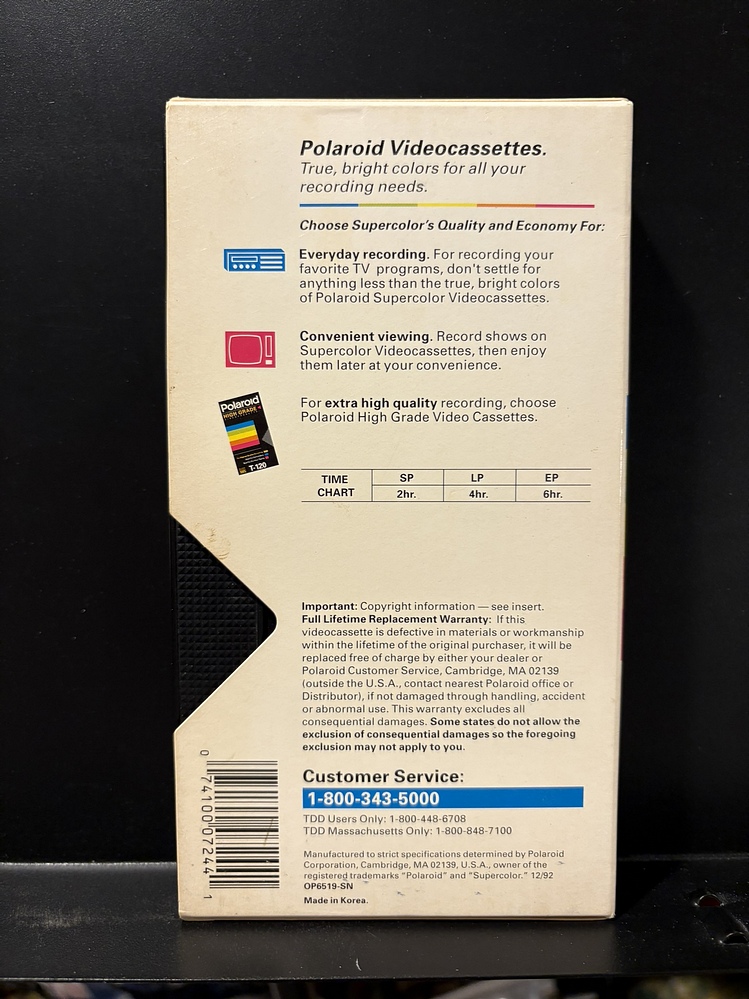 Polaroid Videocassettes.
True, bright colors for all your
recording needs.
Choose Supercolor's Quality and Economy For:
Everyday recording. For recording your
favorite TV programs, don't settle for
anything less than the true, bright colors
of Polaroid Supercolor Videocassettes.
Convenient viewing. Record shows on
Supercolor Videocassettes, then enjoy
them later at your convenience.
Polaroid
HIGH GRADE
T-120
For extra high quality recording, choose
Polaroid High Grade Video Cassettes.
TIME CHART SP LP EP
2hr. 4hr. 6hr.
Important: Copyright information — see insert.
Full Lifetime Replacement Warranty: If this
videocassette is defective in materials or workmanship
within the lifetime of the original purchaser, it will be
replaced free of charge by either your dealer or
Polaroid Customer Service, Cambridge, MA 02139
(outside the U.S.A., contact nearest Polaroid office or
Distributor), if not damaged through handling, accident
or abnormal use. This warranty excludes all
consequential damages. Some states do not allow the
exclusion of consequential damages so the foregoing
exclusion may not apply to you.
Customer Service:
1-800-343-5000
TDD Users Only: 1-800-448-6708
TDD Massachusetts Only: 1-800-848-7100
Manufactured to strict specifications determined by Polaroid
Corporation, Cambridge, MA 02139, U.S.A., owner of the
registered trademarks "Polaroid" and "Supercolor." 12/92
OP6519-SN
Made in Korea.
0 74100 07244 1